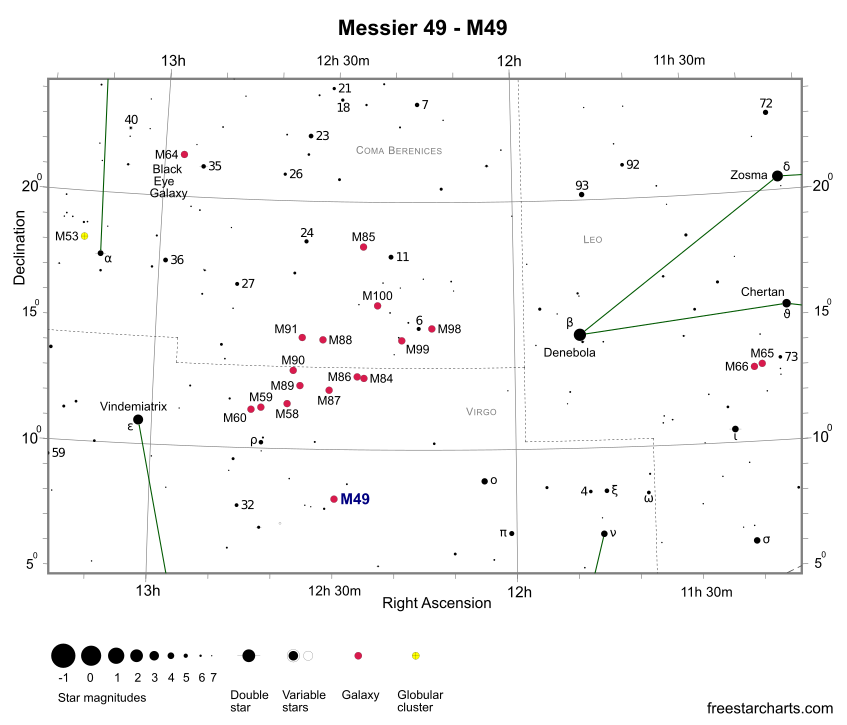 Messier 49 - M49
13h
12h 30m
12h
11h 30m
21
18
7
72
40
23
COMA BERENICES
M64
Black
Eye
Galaxy
35
26
92
Zosma
δ
93
20⁰
20⁰
M53
α
36
24
M85
11
LEO
27
Chertan
ϑ
M100
15⁰
15⁰
Declination
6
M98
M91
M88
M99
β
Denebola
M65
M66
73
M90
M86
M84
M89
M87
M59
M60
M58
VIRGO
Vindemiatrix
ε
ρ
ι
10⁰
10⁰
59
ο
M49
32
4
ξ
ω
π
ν
σ
5⁰
5⁰
13h
12h 30m
12h
11h 30m
Right Ascension
-1
0
1
2
3
4
5
6
7
Star magnitudes
Double
star
Variable
stars
Galaxy
Globular
cluster
freestarcharts.com